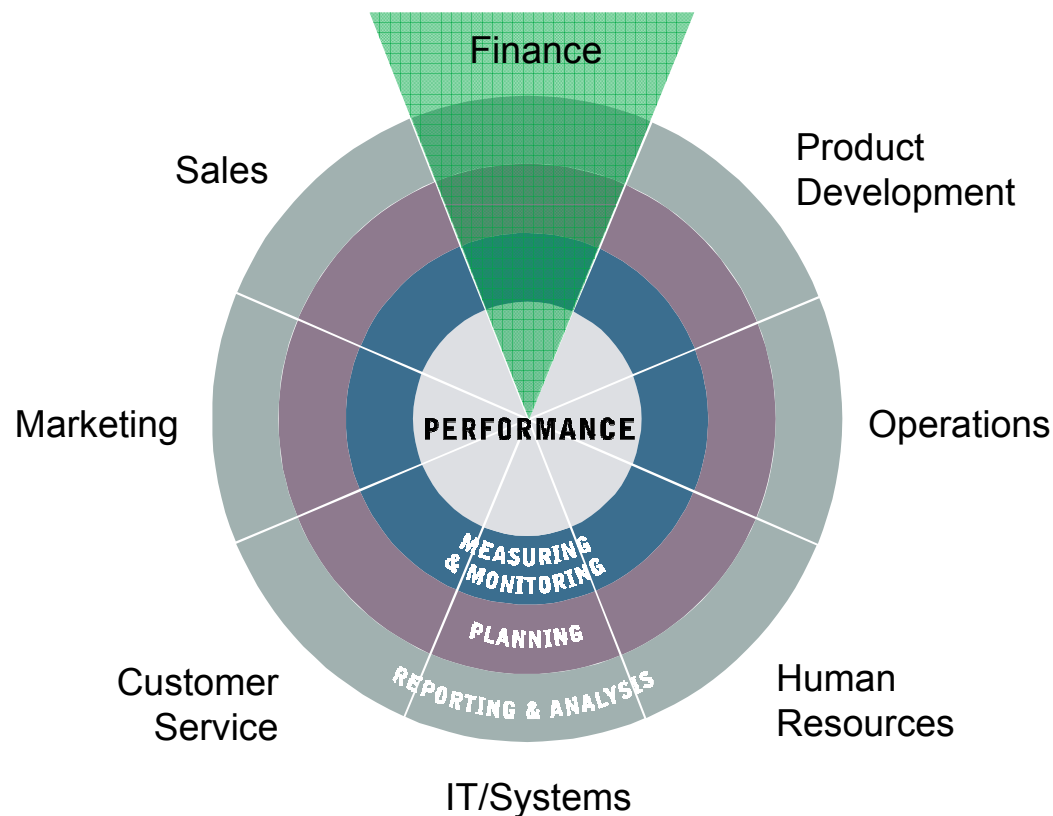 Finance
Sales
Product
Development
Marketing
PERFORMANCE
Operations
MEASURING
& MONITORING
PLANNING
REPORTING & ANALYSIS
Customer
Service
Human
Resources
IT/Systems